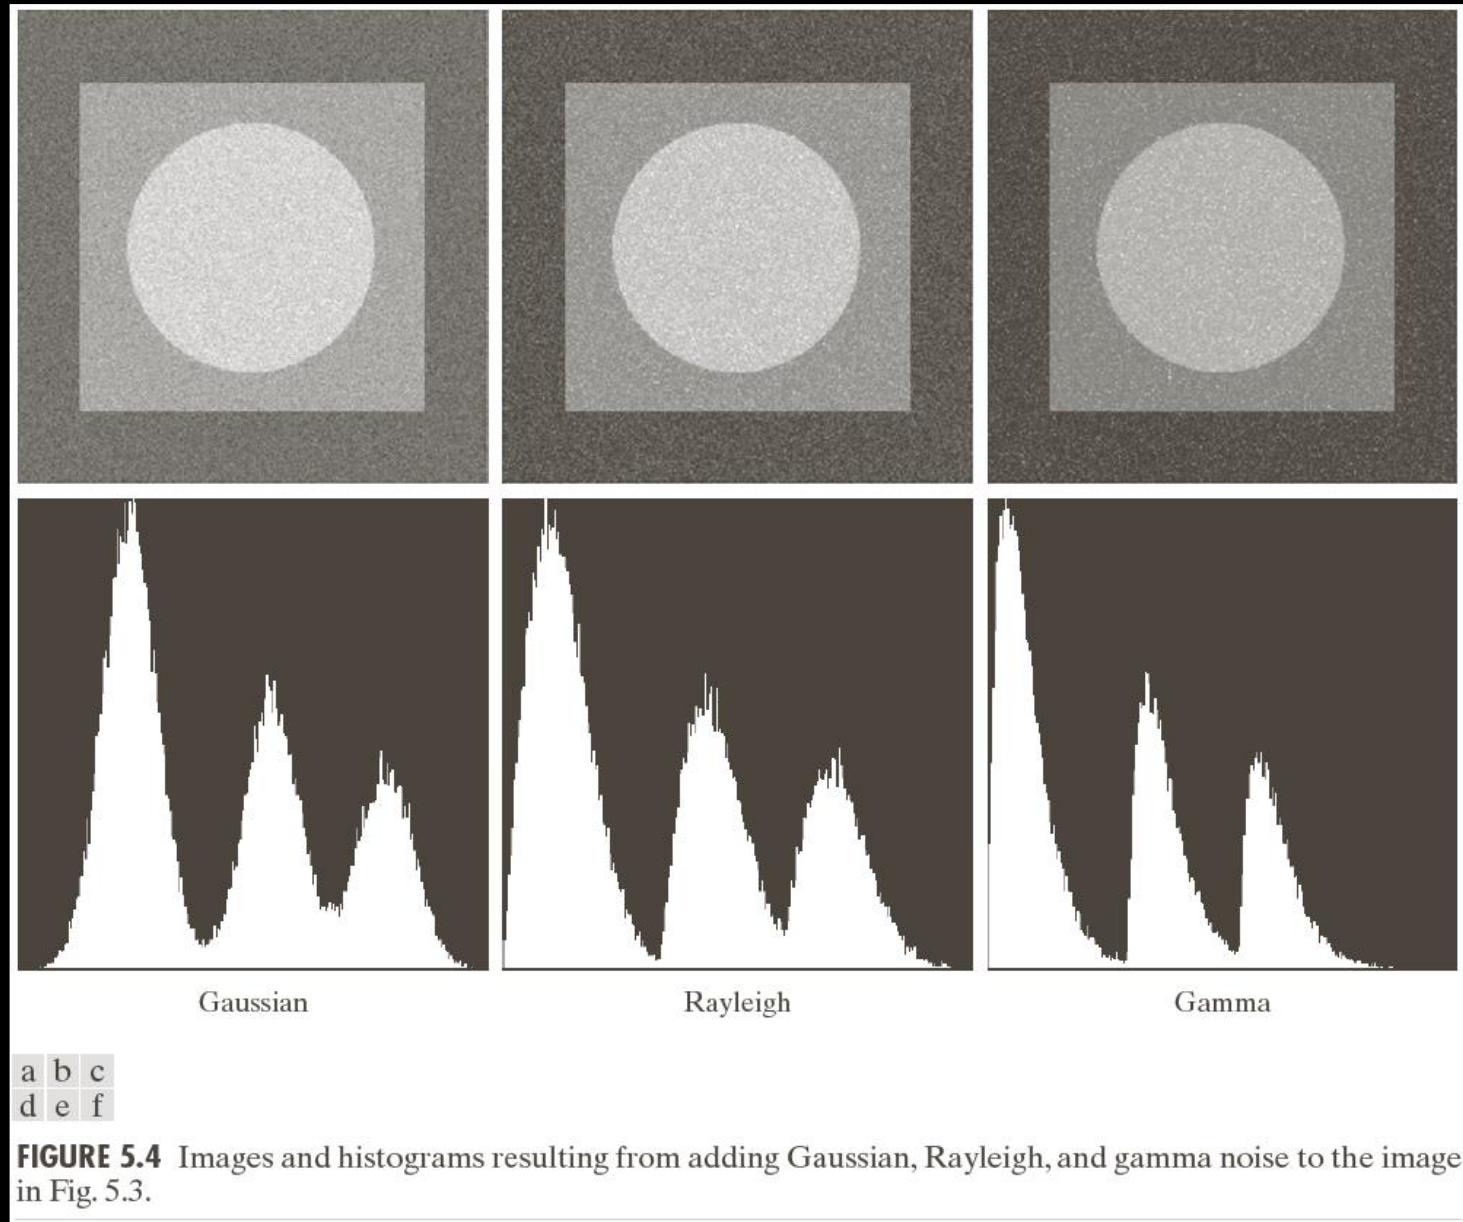 Gaussian
Rayleigh
Gamma
a b c
d e f
FIGURE 5.4 Images and histograms resulting from adding Gaussian, Rayleigh, and gamma noise to the image
in Fig. 5.3.